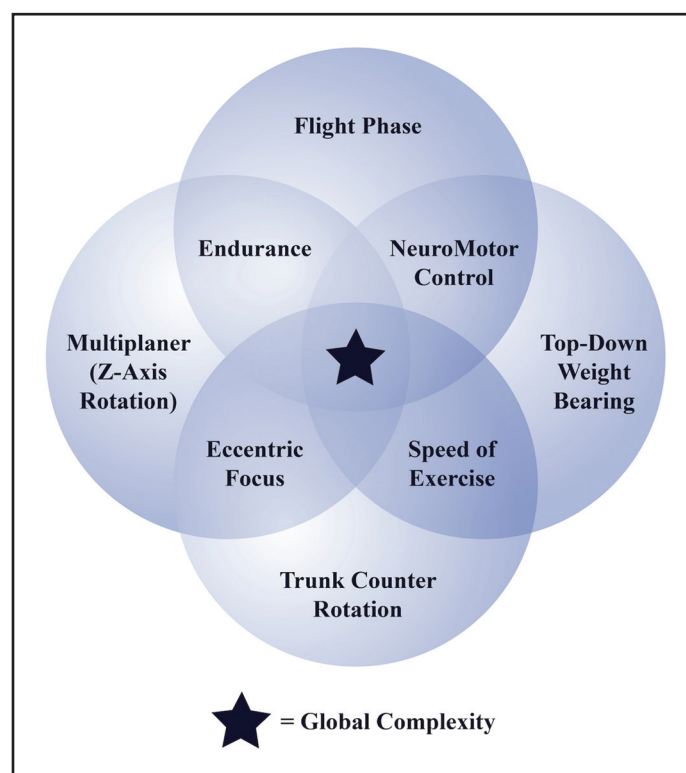 Flight Phase
Endurance
NeuroMotor
Control
Multiplaner
(Z-Axis
Rotation)
Top-Down
Weight
Bearing
Eccentric
Focus
Speed of
Exercise
Trunk Counter
Rotation
= Global Complexity